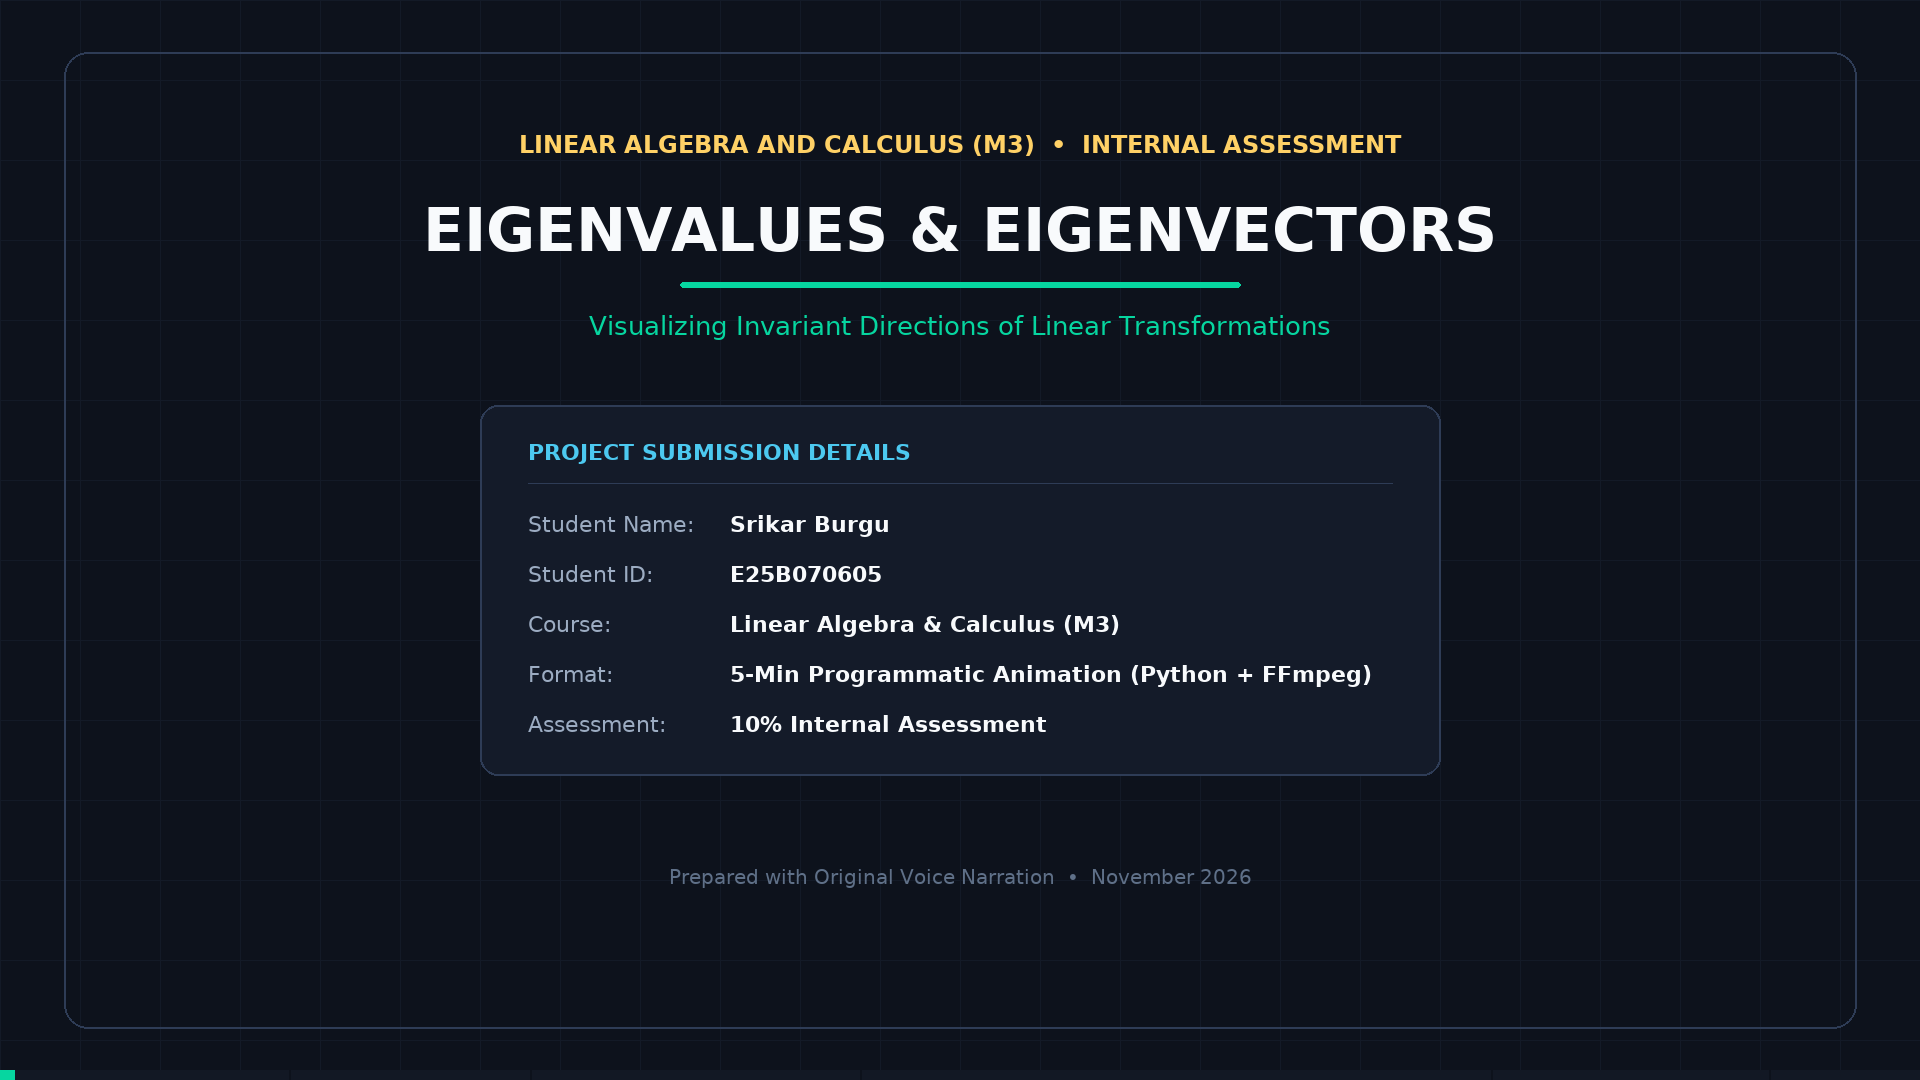 LINEAR ALGEBRA AND CALCULUS (M3) • INTERNAL ASSESSMENT
EIGENVALUES & EIGENVECTORS
Visualizing Invariant Directions of Linear Transformations
PROJECT SUBMISSION DETAILS
Student Name: Srikar Burgu
Student ID: E25B070605
Course: Linear Algebra & Calculus (M3)
Format: 5-Min Programmatic Animation (Python + FFmpeg)
Assessment: 10% Internal Assessment
Prepared with Original Voice Narration • November 2026